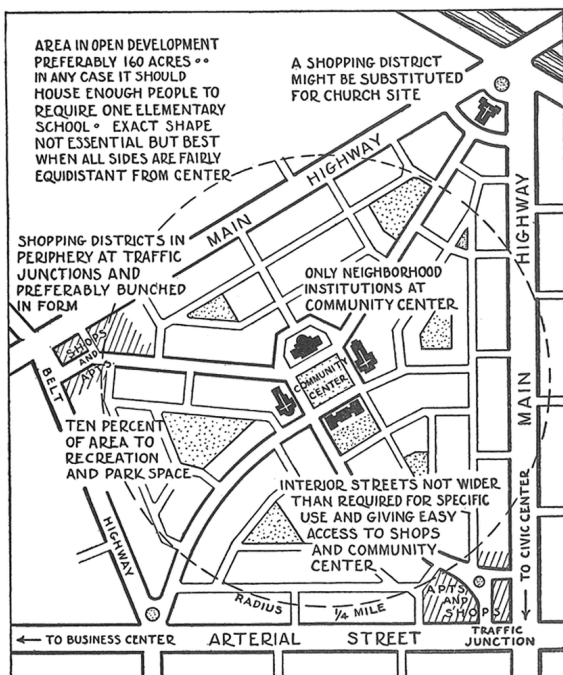 AREA IN OPEN DEVELOPMENT
PREFERABLY 160 ACRES ••
IN ANY CASE IT SHOULD
HOUSE ENOUGH PEOPLE TO
REQUIRE ONE ELEMENTARY
SCHOOL • EXACT SHAPE
NOT ESSENTIAL BUT BEST
WHEN ALL SIDES ARE FAIRLY
EQUIDISTANT FROM CENTER
A SHOPPING DISTRICT
MIGHT BE SUBSTITUTED
FOR CHURCH SITE
MAIN HIGHWAY
HIGHWAY
MAIN
SHOPPING DISTRICTS IN
PERIPHERY AT TRAFFIC
JUNCTIONS AND
PREFERABLY BUNCHED
IN FORM
ONLY NEIGHBORHOOD
INSTITUTIONS AT
COMMUNITY CENTER
SHOPS
AND
APTS.
BELT
HIGHWAY
COMMUNITY
CENTER
TEN PERCENT
OF AREA TO
RECREATION
AND PARK SPACE
INTERIOR STREETS NOT WIDER
THAN REQUIRED FOR SPECIFIC
USE AND GIVING EASY
ACCESS TO SHOPS
AND COMMUNITY
CENTER
TO CIVIC CENTER
APTS.
AND
SHOPS
RADIUS 1/4 MILE
TRAFFIC
JUNCTION
← TO BUSINESS CENTER
ARTERIAL STREET